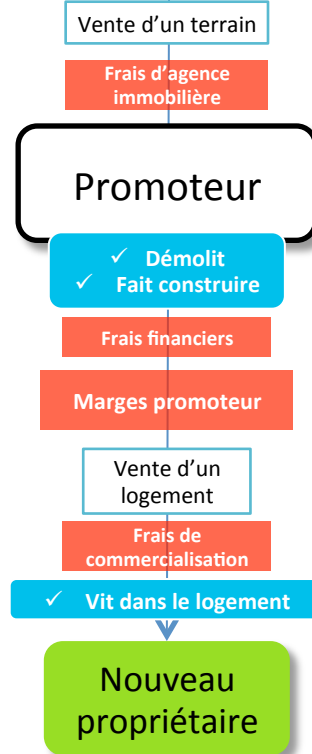 Vente d'un terrain
Frais d'agence
immobilière
Promoteur
✓ Démolit
✓ Fait construire
Frais financiers
Marges promoteur
Vente d'un
logement
Frais de
commercialisation
✓ Vit dans le logement
Nouveau
propriétaire